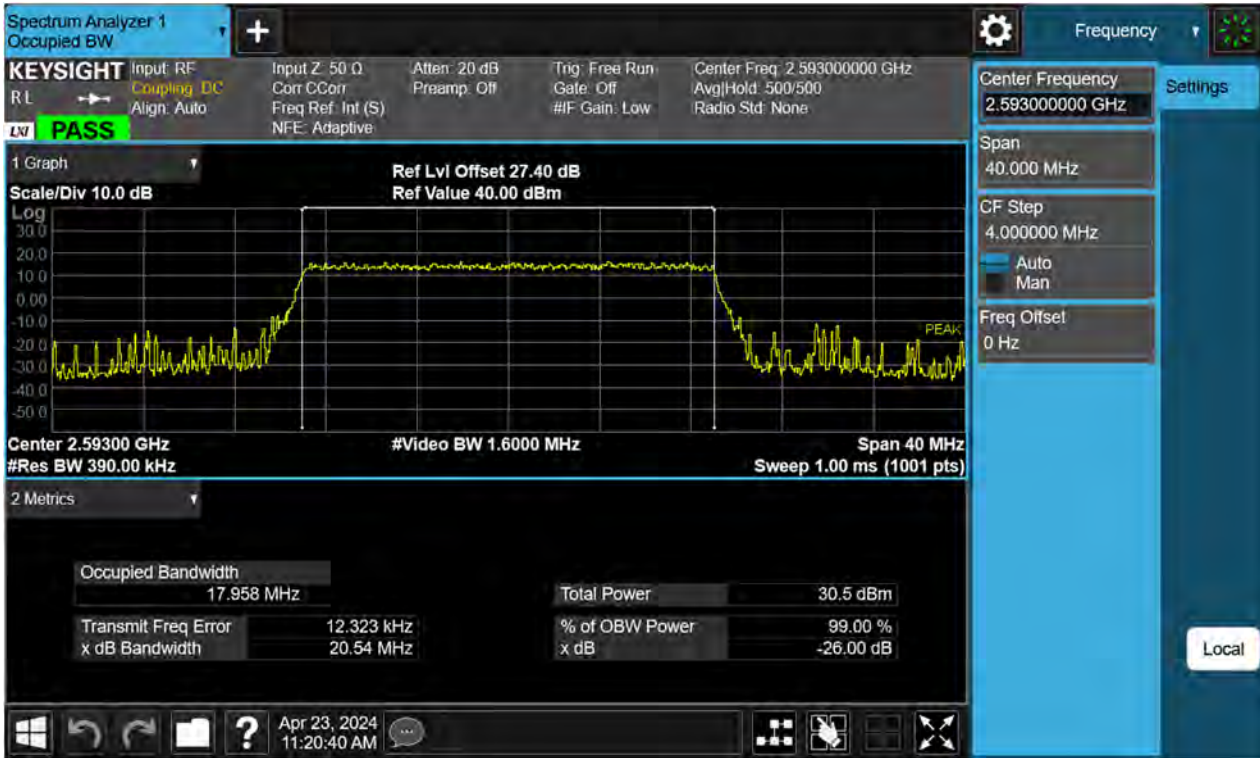 Spectrum Analyzer 1
Occupied BW
+
Frequency
KEYSIGHT
R L
LXI
PASS
Input: RF
Coupling: DC
Align: Auto
Input Z: 50 Ω
Corr CCorr
Freq Ref: Int (S)
NFE: Adaptive
Atten: 20 dB
Preamp: Off
Trig: Free Run
Gate: Off
#IF Gain: Low
Center Freq: 2.593000000 GHz
Avg|Hold: 500/500
Radio Std: None
Center Frequency
2.593000000 GHz
Settings
Span
40.000 MHz
CF Step
4.000000 MHz
Auto
Man
Freq Offset
0 Hz
Local
1 Graph
Scale/Div 10.0 dB
Ref Lvl Offset 27.40 dB
Ref Value 40.00 dBm
Log
30.0
20.0
10.0
0.00
-10.0
-20.0
-30.0
-40.0
-50.0
PEAK
Center 2.59300 GHz
#Video BW 1.6000 MHz
Span 40 MHz
#Res BW 390.00 kHz
Sweep 1.00 ms (1001 pts)
2 Metrics
Occupied Bandwidth
17.958 MHz
Total Power 30.5 dBm
Transmit Freq Error 12.323 kHz
% of OBW Power 99.00 %
x dB Bandwidth 20.54 MHz
x dB -26.00 dB
?
Apr 23, 2024
11:20:40 AM